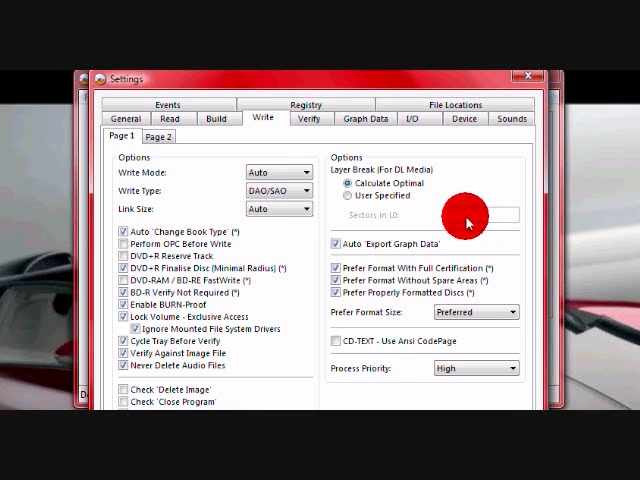 Settings
Events Registry File Locations
General Read Build Write Verify Graph Data I/O Device Sounds
Page 1 Page 2
Options
Write Mode: Auto
Write Type: DAO/SAO
Link Size: Auto
Auto 'Change Book Type' (*)
Perform OPC Before Write
DVD+R Reserve Track
DVD+R Finalise Disc (Minimal Radius) (*)
DVD-RAM / BD-RE FastWrite (*)
BD-R Verify Not Required (*)
Enable BURN-Proof
Lock Volume - Exclusive Access
Ignore Mounted File System Drivers
Cycle Tray Before Verify
Verify Against Image File
Never Delete Audio Files
Check 'Delete Image'
Check 'Close Program'
Options
Layer Break (For DL Media)
Calculate Optimal
User Specified
Sectors in L0:
Auto 'Export Graph Data'
Prefer Format With Full Certification (*)
Prefer Format Without Spare Areas (*)
Prefer Properly Formatted Discs (*)
Prefer Format Size: Preferred
CD-TEXT - Use Ansi CodePage
Process Priority: High